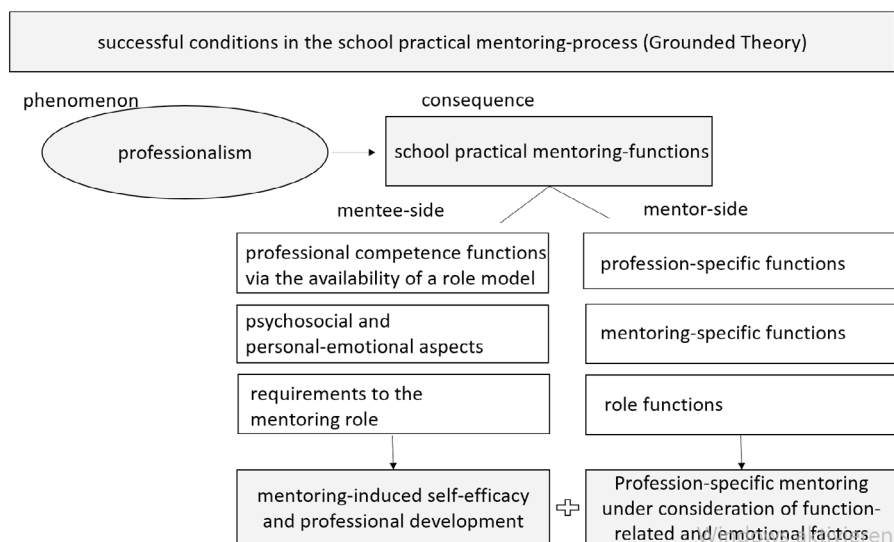 successful conditions in the school practical mentoring-process (Grounded Theory)
phenomenon
consequence
professionalism
school practical mentoring-functions
mentee-side
mentor-side
professional competence functions
via the availability of a role model
profession-specific functions
psychosocial and
personal-emotional aspects
mentoring-specific functions
requirements to the
mentoring role
role functions
mentoring-induced self-efficacy
and professional development
Profession-specific mentoring
under consideration of function-
related and emotional factors
Windows aktivieren